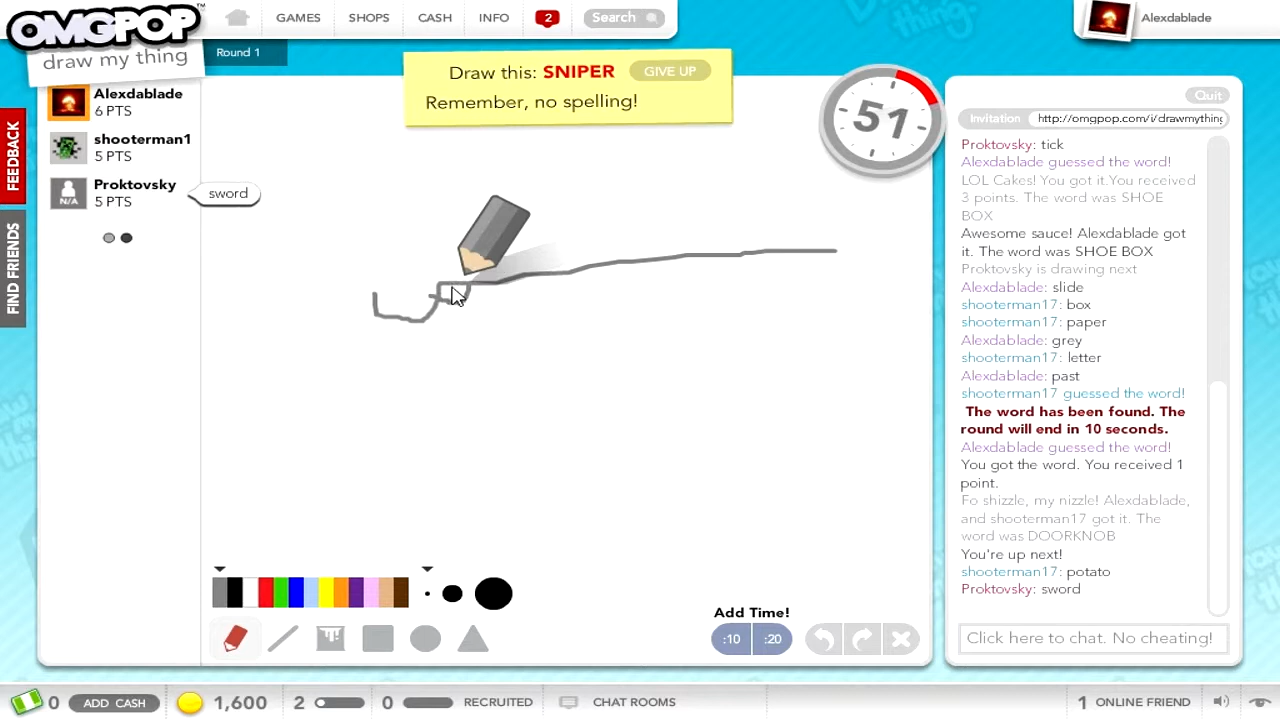 OMGPOP™
draw my thing
GAMES
SHOPS
CASH
INFO
2
Search
Alexdablade
Round 1
Draw this: SNIPER
GIVE UP
Remember, no spelling!
51
FEEDBACK
FIND FRIENDS
Alexdablade
6 PTS
shooterman1
5 PTS
N/A
Proktovsky
5 PTS
sword
Quit
Invitation
http://omgpop.com/i/drawmything
Proktovsky: tick
Alexdablade guessed the word!
LOL Cakes! You got it.You received
3 points. The word was SHOE
BOX
Awesome sauce! Alexdablade got
it. The word was SHOE BOX
Proktovsky is drawing next
Alexdablade: slide
shooterman17: box
shooterman17: paper
Alexdablade: grey
shooterman17: letter
Alexdablade: past
shooterman17 guessed the word!
The word has been found. The
round will end in 10 seconds.
Alexdablade guessed the word!
You got the word. You received 1
point.
Fo shizzle, my nizzle! Alexdablade,
and shooterman17 got it. The
word was DOORKNOB
You're up next!
shooterman17: potato
Proktovsky: sword
Click here to chat. No cheating!
Add Time!
:10
:20
0
ADD CASH
1,600
2
0
RECRUITED
CHAT ROOMS
1 ONLINE FRIEND